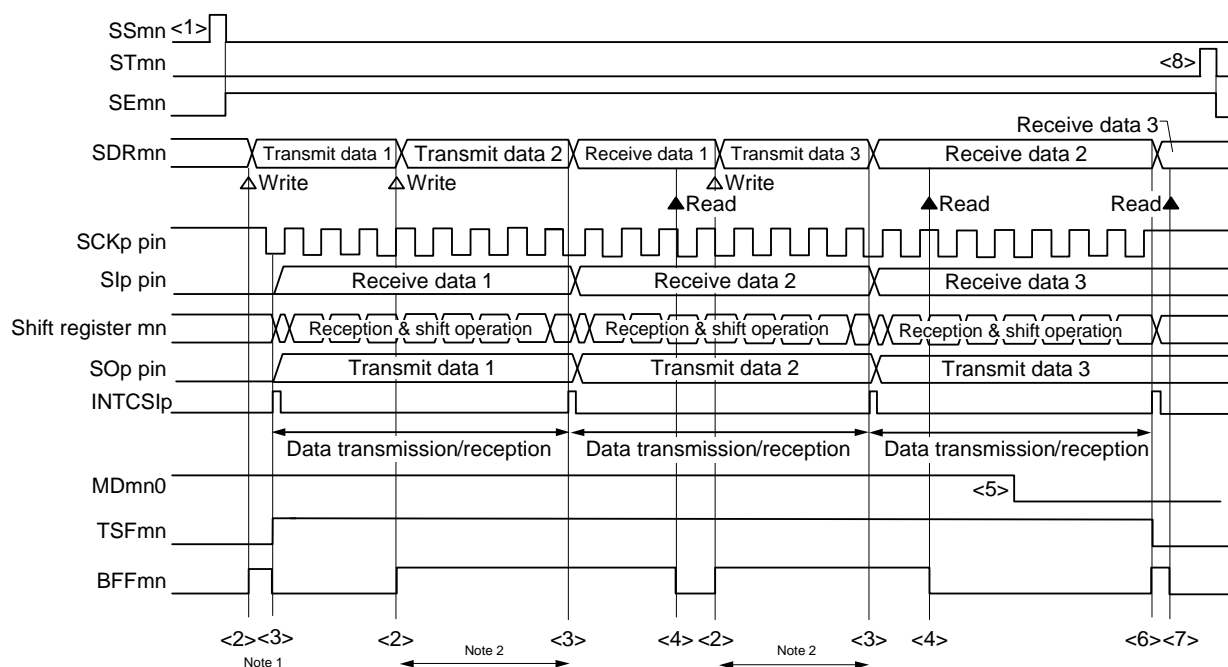 SSmn <1>
STmn <8>
SEmn
Receive data 3
SDRmn Transmit data 1 Transmit data 2 Receive data 1 Transmit data 3 Receive data 2
Write Write Write
Read Read Read
SCKp pin
SIp pin Receive data 1 Receive data 2 Receive data 3
Shift register mn Reception & shift operation Reception & shift operation Reception & shift operation
SOp pin Transmit data 1 Transmit data 2 Transmit data 3
INTCSIp
Data transmission/reception Data transmission/reception Data transmission/reception
MDmn0 <5>
TSFmn
BFFmn
<2> <3> <2> <3> <4> <2> <3> <4> <6> <7>
Note 1 Note 2 Note 2